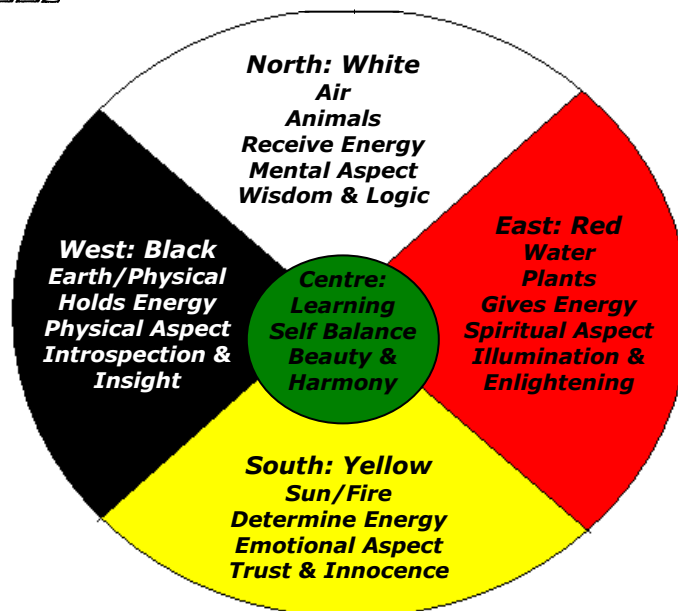 North: White
Air
Animals
Receive Energy
Mental Aspect
Wisdom & Logic
East: Red
Water
Plants
Gives Energy
Spiritual Aspect
Illumination &
Enlightening
West: Black
Earth/Physical
Holds Energy
Physical Aspect
Introspection &
Insight
Centre:
Learning
Self Balance
Beauty &
Harmony
South: Yellow
Sun/Fire
Determine Energy
Emotional Aspect
Trust & Innocence